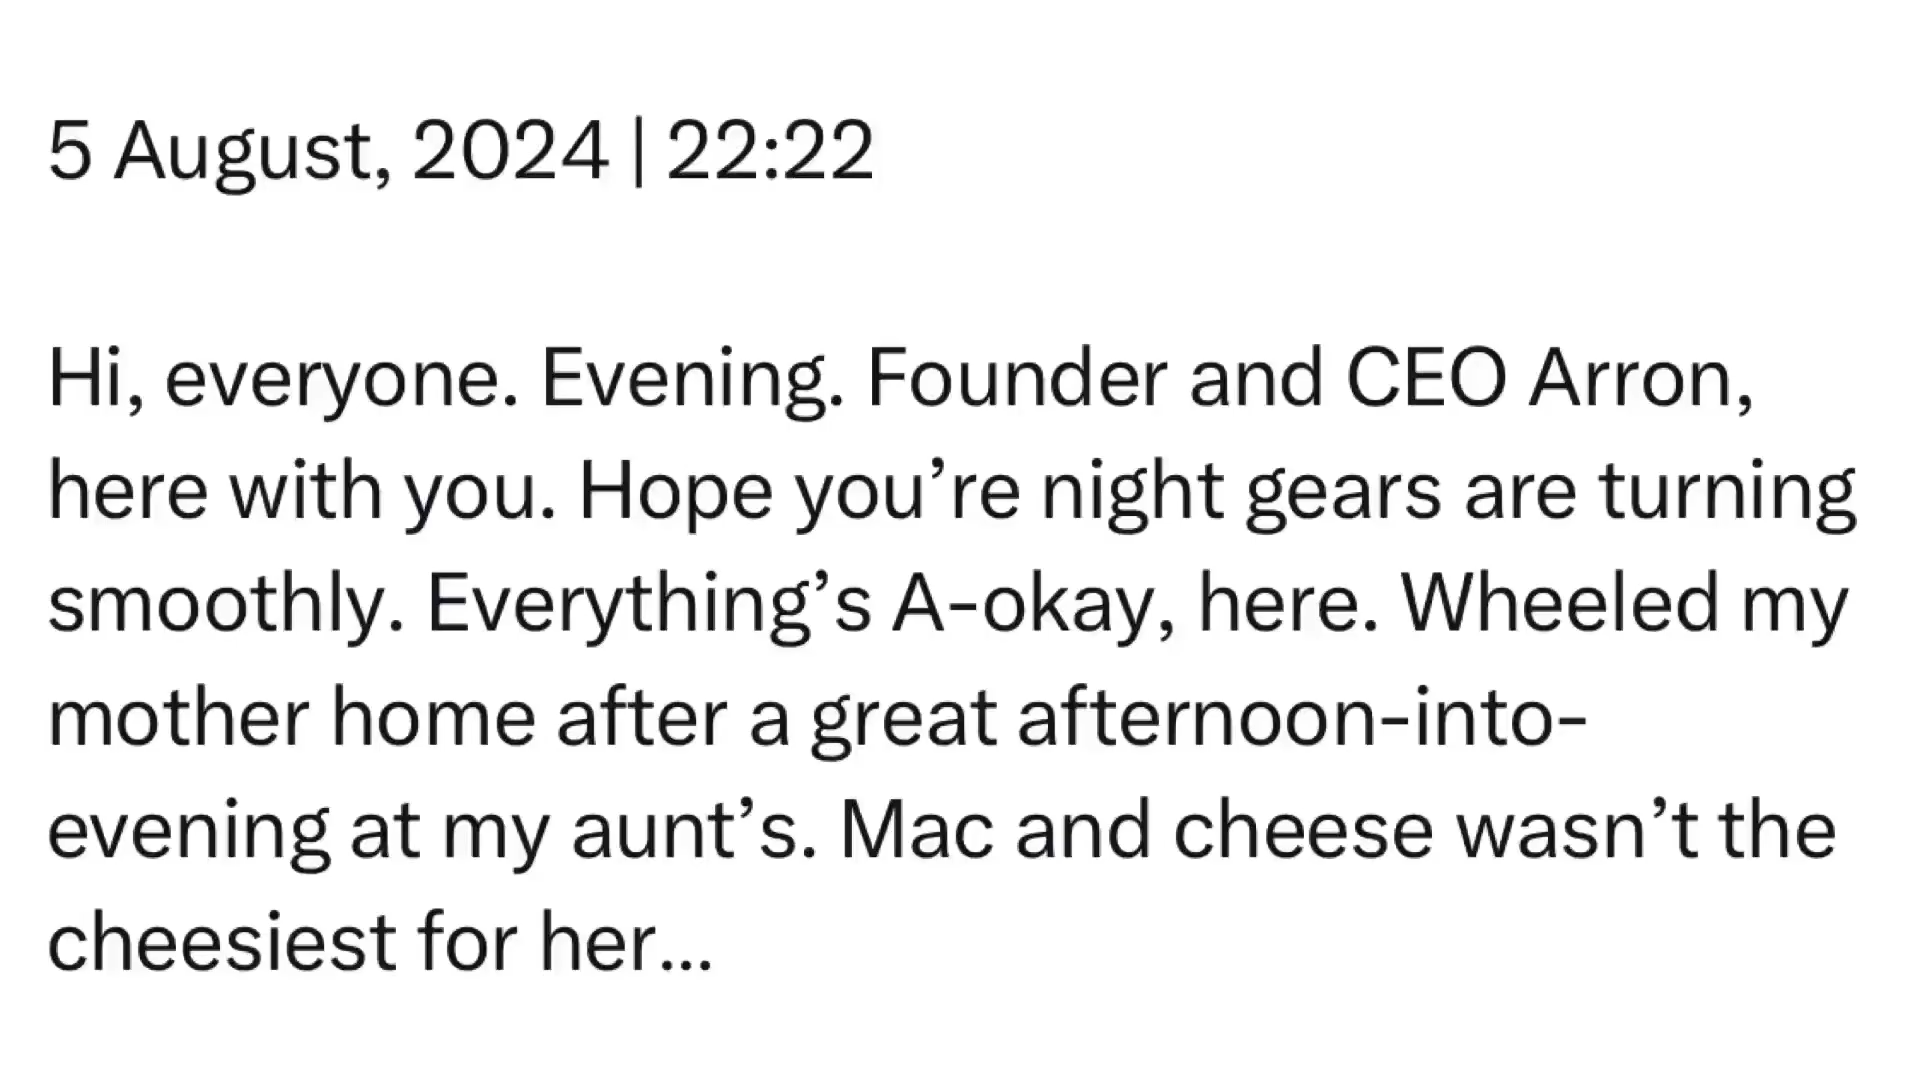 5 August, 2024 | 22:22
Hi, everyone. Evening. Founder and CEO Arron,
here with you. Hope you’re night gears are turning
smoothly. Everything’s A-okay, here. Wheeled my
mother home after a great afternoon-into-
evening at my aunt’s. Mac and cheese wasn’t the
cheesiest for her...